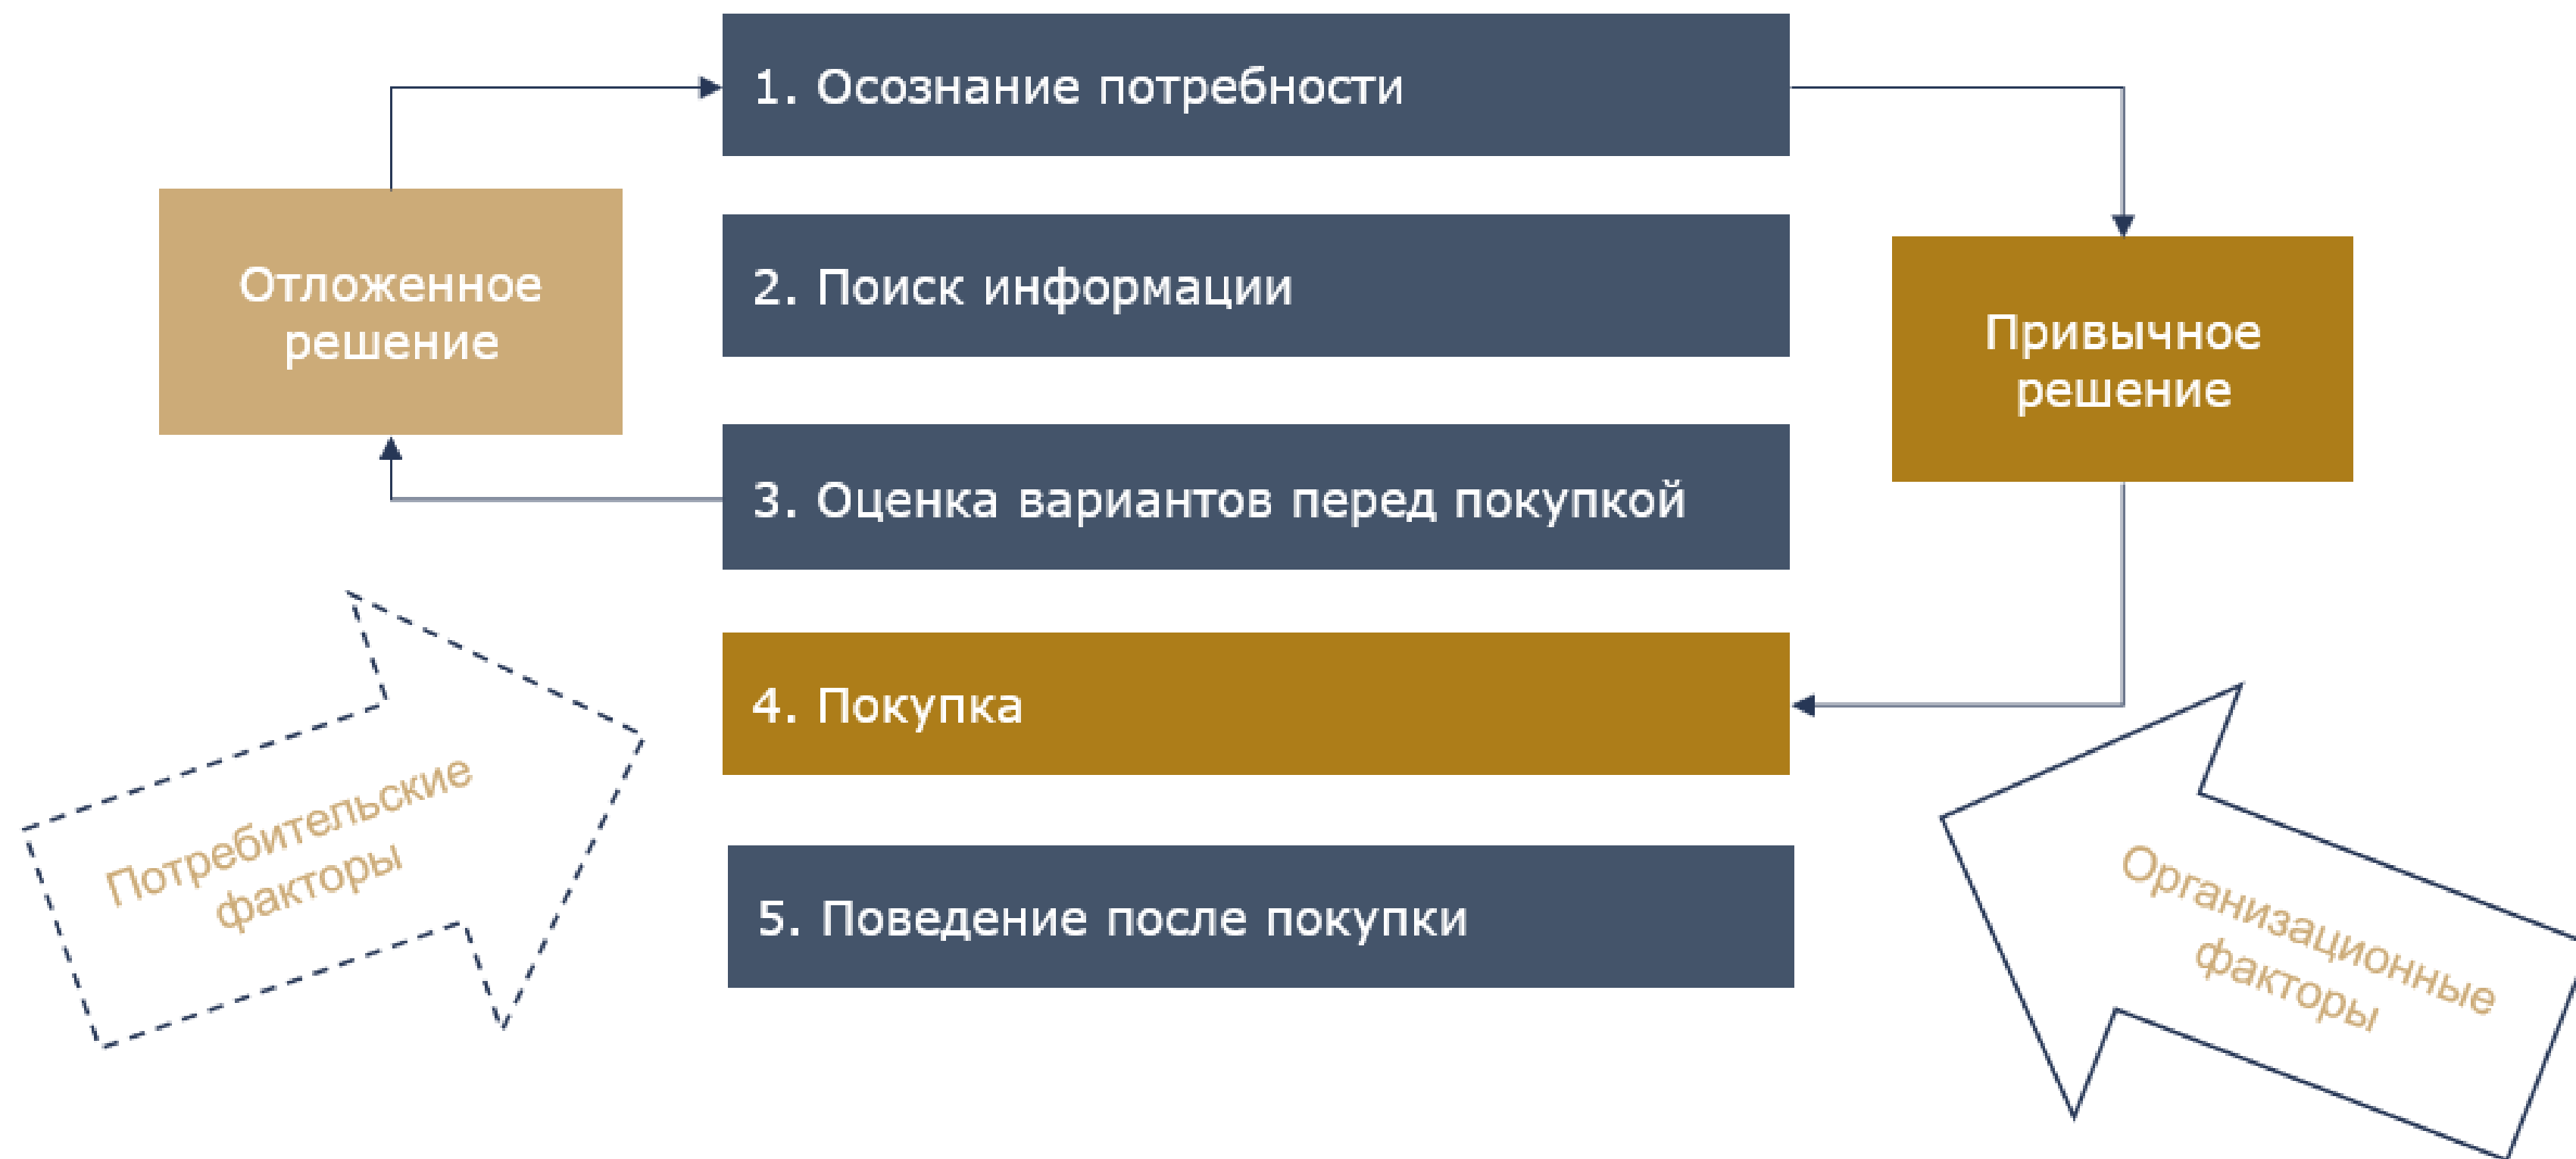 1. Осознание потребности
Отложенное
решение
2. Поиск информации
Привычное
решение
3. Оценка вариантов перед покупкой
4. Покупка
Потребительские
факторы
5. Поведение после покупки
Организационные
факторы